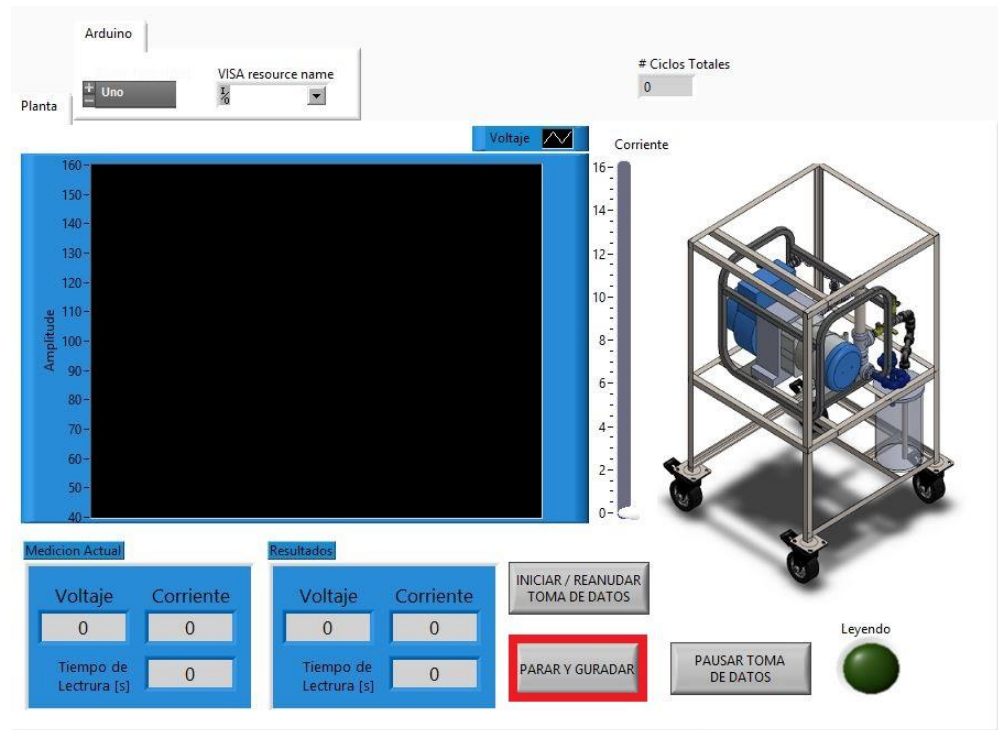 Arduino
Uno
VISA resource name
I/O
# Ciclos Totales
0
Planta
Voltaje
Corriente
Amplitude
160
150
140
130
120
110
100
90
80
70
60
50
40
16
14
12
10
8
6
4
2
0
Medicion Actual
Voltaje Corriente
0 0
Tiempo de
Lectrura [s]
0
Resultados
Voltaje Corriente
0 0
Tiempo de
Lectrura [s]
0
INICIAR / REANUDAR
TOMA DE DATOS
PARAR Y GURADAR
PAUSAR TOMA
DE DATOS
Leyendo